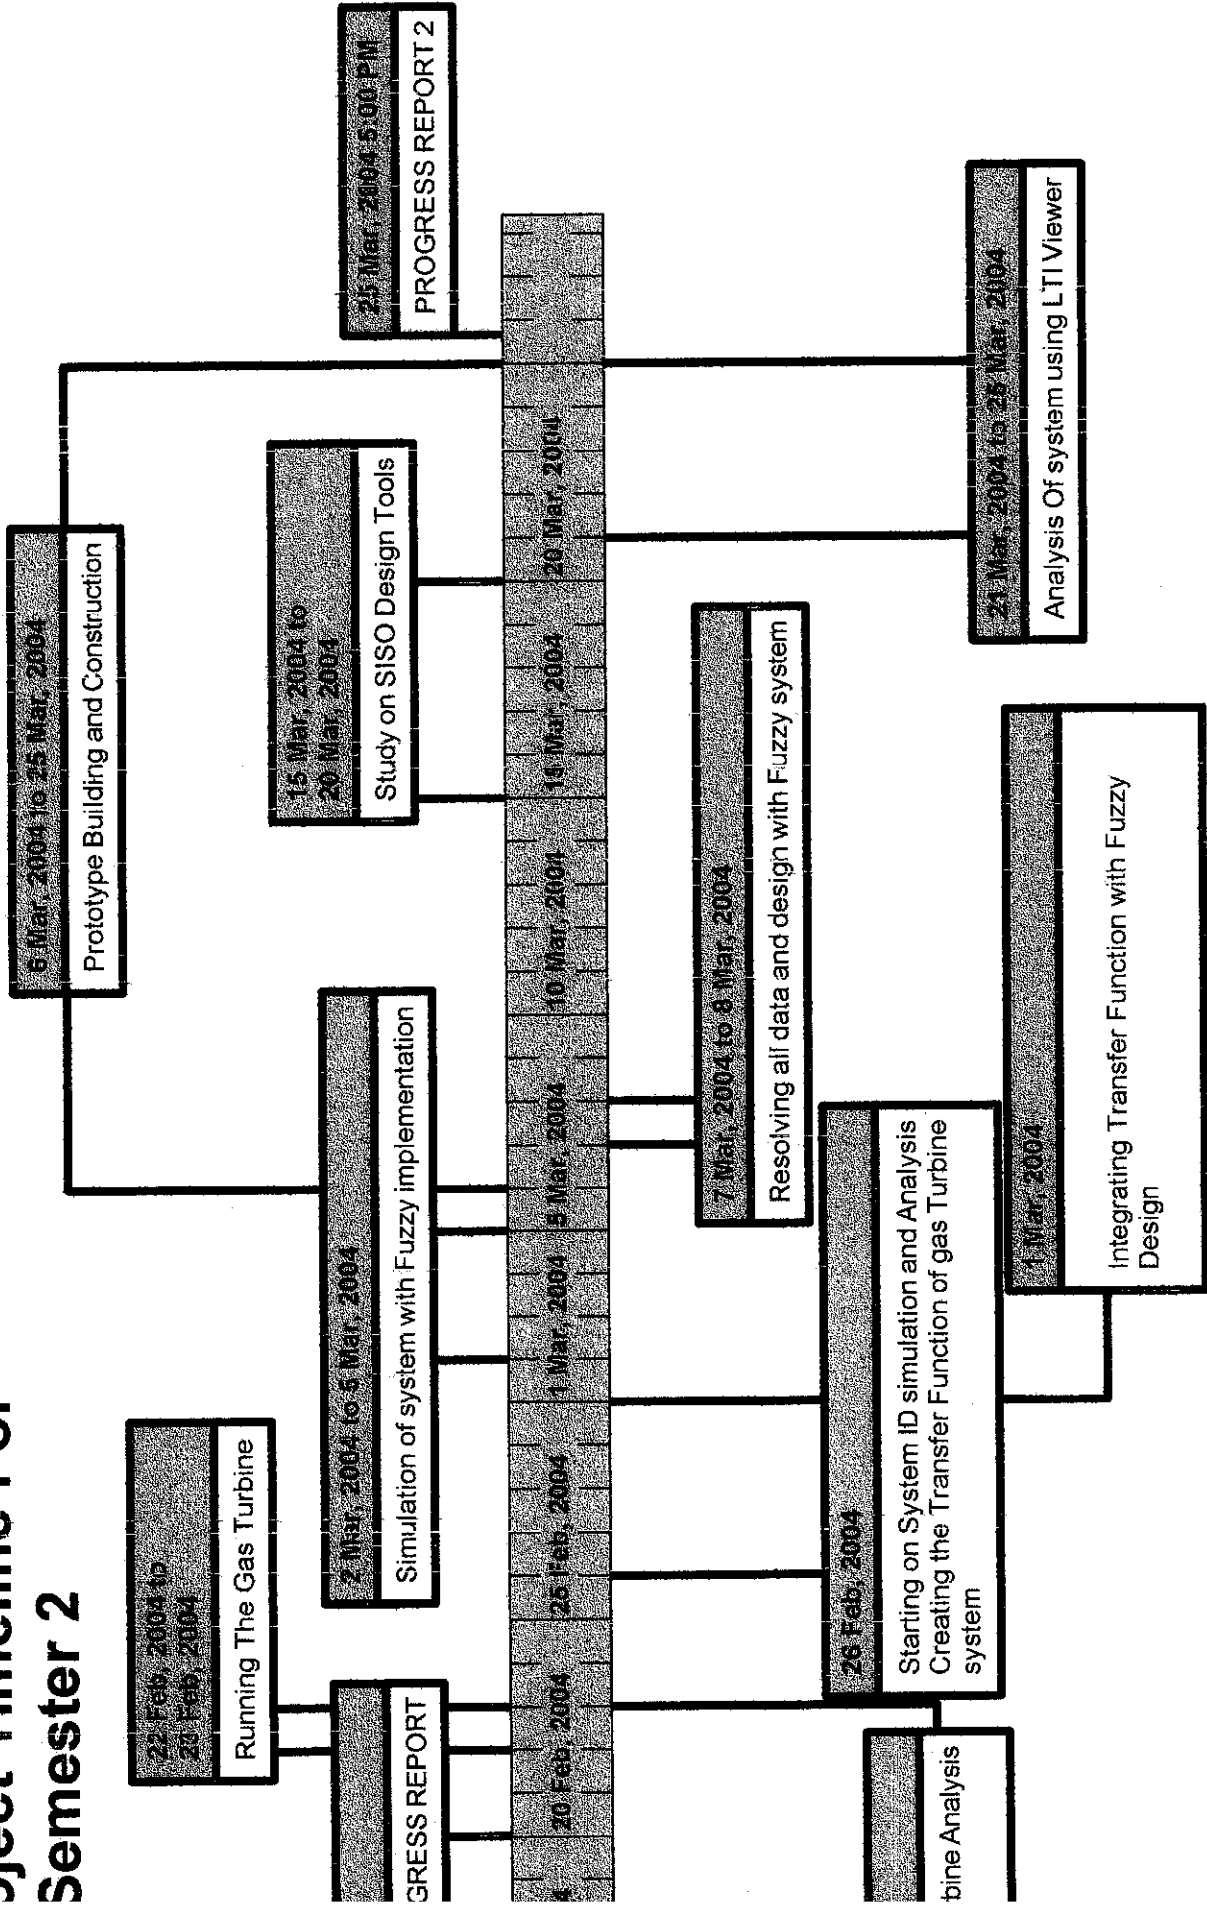 Semester 2
6 Mar, 2004 to 25 Mar, 2004
Prototype Building and Construction
22 Feb, 2004 to
23 Feb, 2004
Running The Gas Turbine
15 Mar, 2004 to
20 Mar, 2004
Study on SISO Design Tools
GRESS REPORT
2 Mar, 2004 to 5 Mar, 2004
Simulation of system with Fuzzy implementation
25 Mar, 2004 5:00 PM
PROGRESS REPORT 2
4
20 Feb, 2004
25 Feb, 2004
1 Mar, 2004
5 Mar, 2004
10 Mar, 2004
15 Mar, 2004
20 Mar, 2004
7 Mar, 2004 to 8 Mar, 2004
Resolving all data and design with Fuzzy system
26 Feb, 2004
Starting on System ID simulation and Analysis
Creating the Transfer Function of gas Turbine
system
bine Analysis
21 Mar, 2004 to 25 Mar, 2004
Analysis Of system using LTI Viewer
1 Mar, 2004
Integrating Transfer Function with Fuzzy
Design